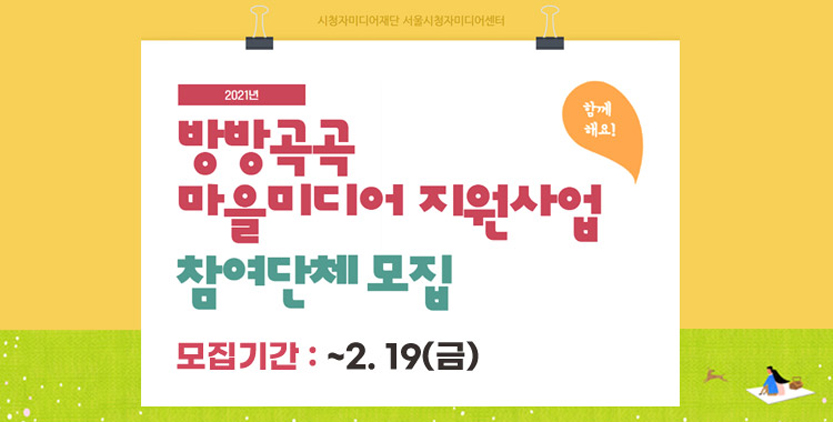 시청자미디어재단 서울시청자미디어센터
2021년
함께
해요!
방방곡곡
마을미디어 지원사업
참여단체 모집
모집기간 : ~2. 19(금)